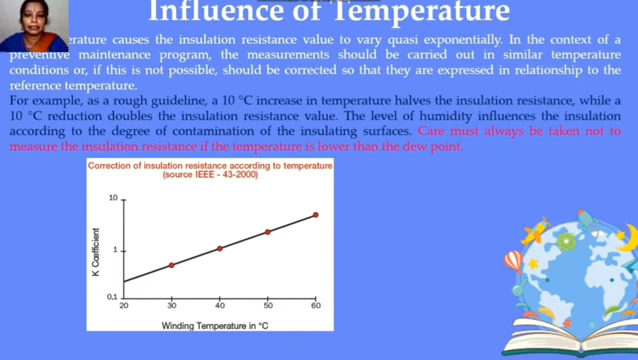 Influence of Temperature
erature causes the insulation resistance value to vary quasi exponentially. In the context of a
preventive maintenance program, the measurements should be carried out in similar temperature
conditions or, if this is not possible, should be corrected so that they are expressed in relationship to the
reference temperature.
For example, as a rough guideline, a 10 °C increase in temperature halves the insulation resistance, while a
10 °C reduction doubles the insulation resistance value. The level of humidity influences the insulation
according to the degree of contamination of the insulating surfaces. Care must always be taken not to
measure the insulation resistance if the temperature is lower than the dew point.
Correction of insulation resistance according to temperature
(source IEEE - 43-2000)
10
1
0,1
K Cœfficient
20 30 40 50 60
Winding Temperature in °C